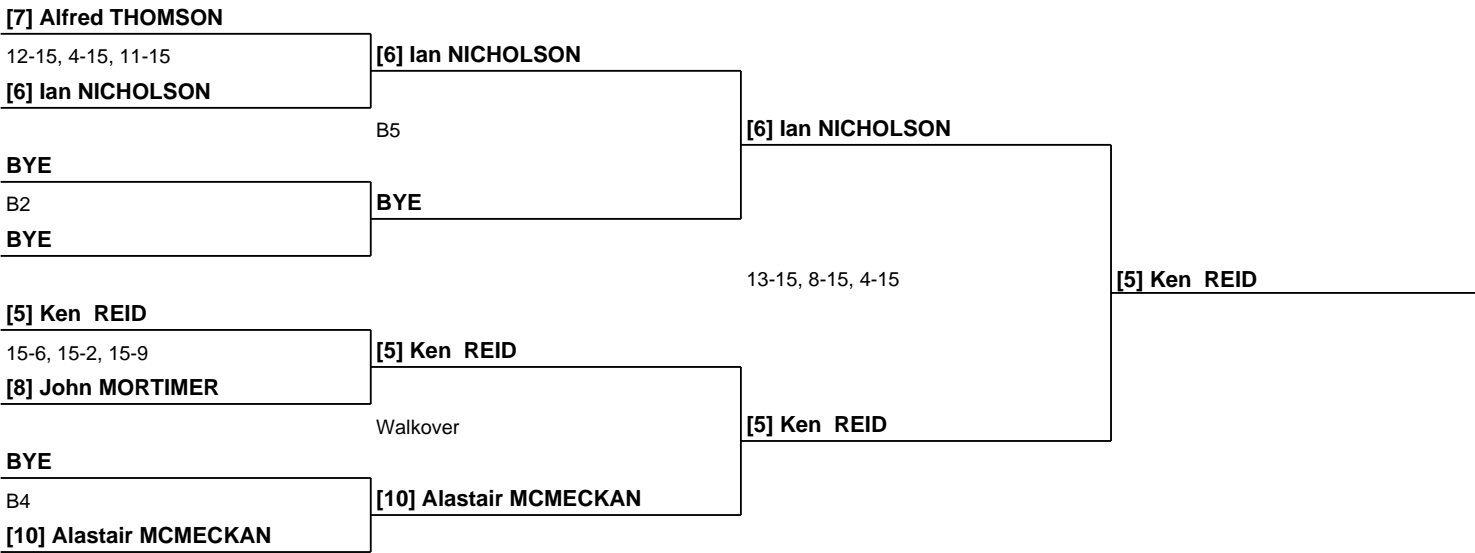 [7] Alfred THOMSON
12-15, 4-15, 11-15
[6] Ian NICHOLSON
[6] Ian NICHOLSON
B5
[6] Ian NICHOLSON
BYE
B2
BYE
BYE
13-15, 8-15, 4-15
[5] Ken  REID
[5] Ken  REID
15-6, 15-2, 15-9
[5] Ken  REID
[8] John MORTIMER
Walkover
[5] Ken  REID
BYE
B4
[10] Alastair MCMECKAN
[10] Alastair MCMECKAN